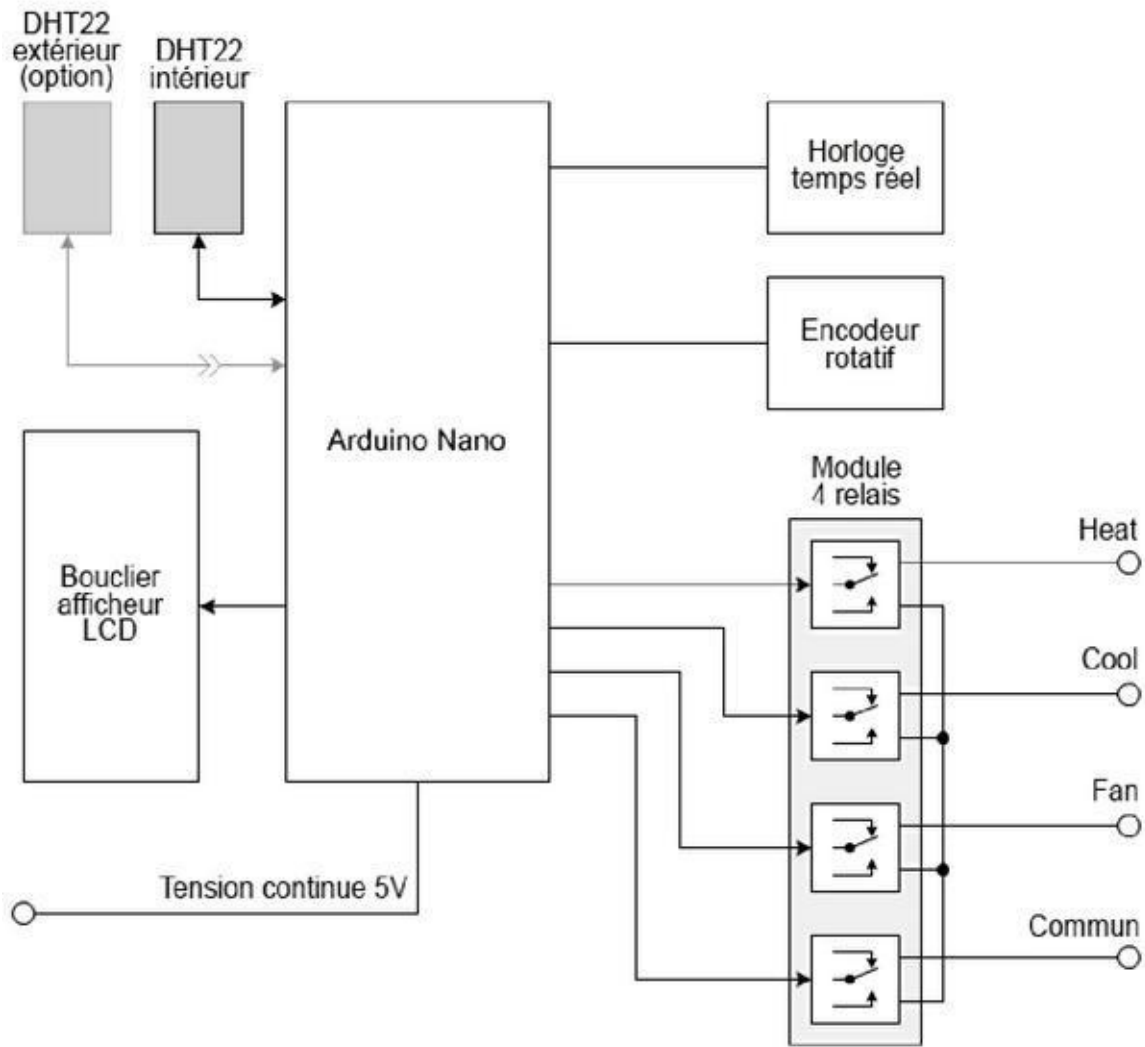 DHT22
extérieur
(option)
DHT22
intérieur
Horloge
temps réel
Encodeur
rotatif
Arduino Nano
Module
4 relais
Heat
Bouclier
afficheur
LCD
Cool
Fan
Tension continue 5V
Commun